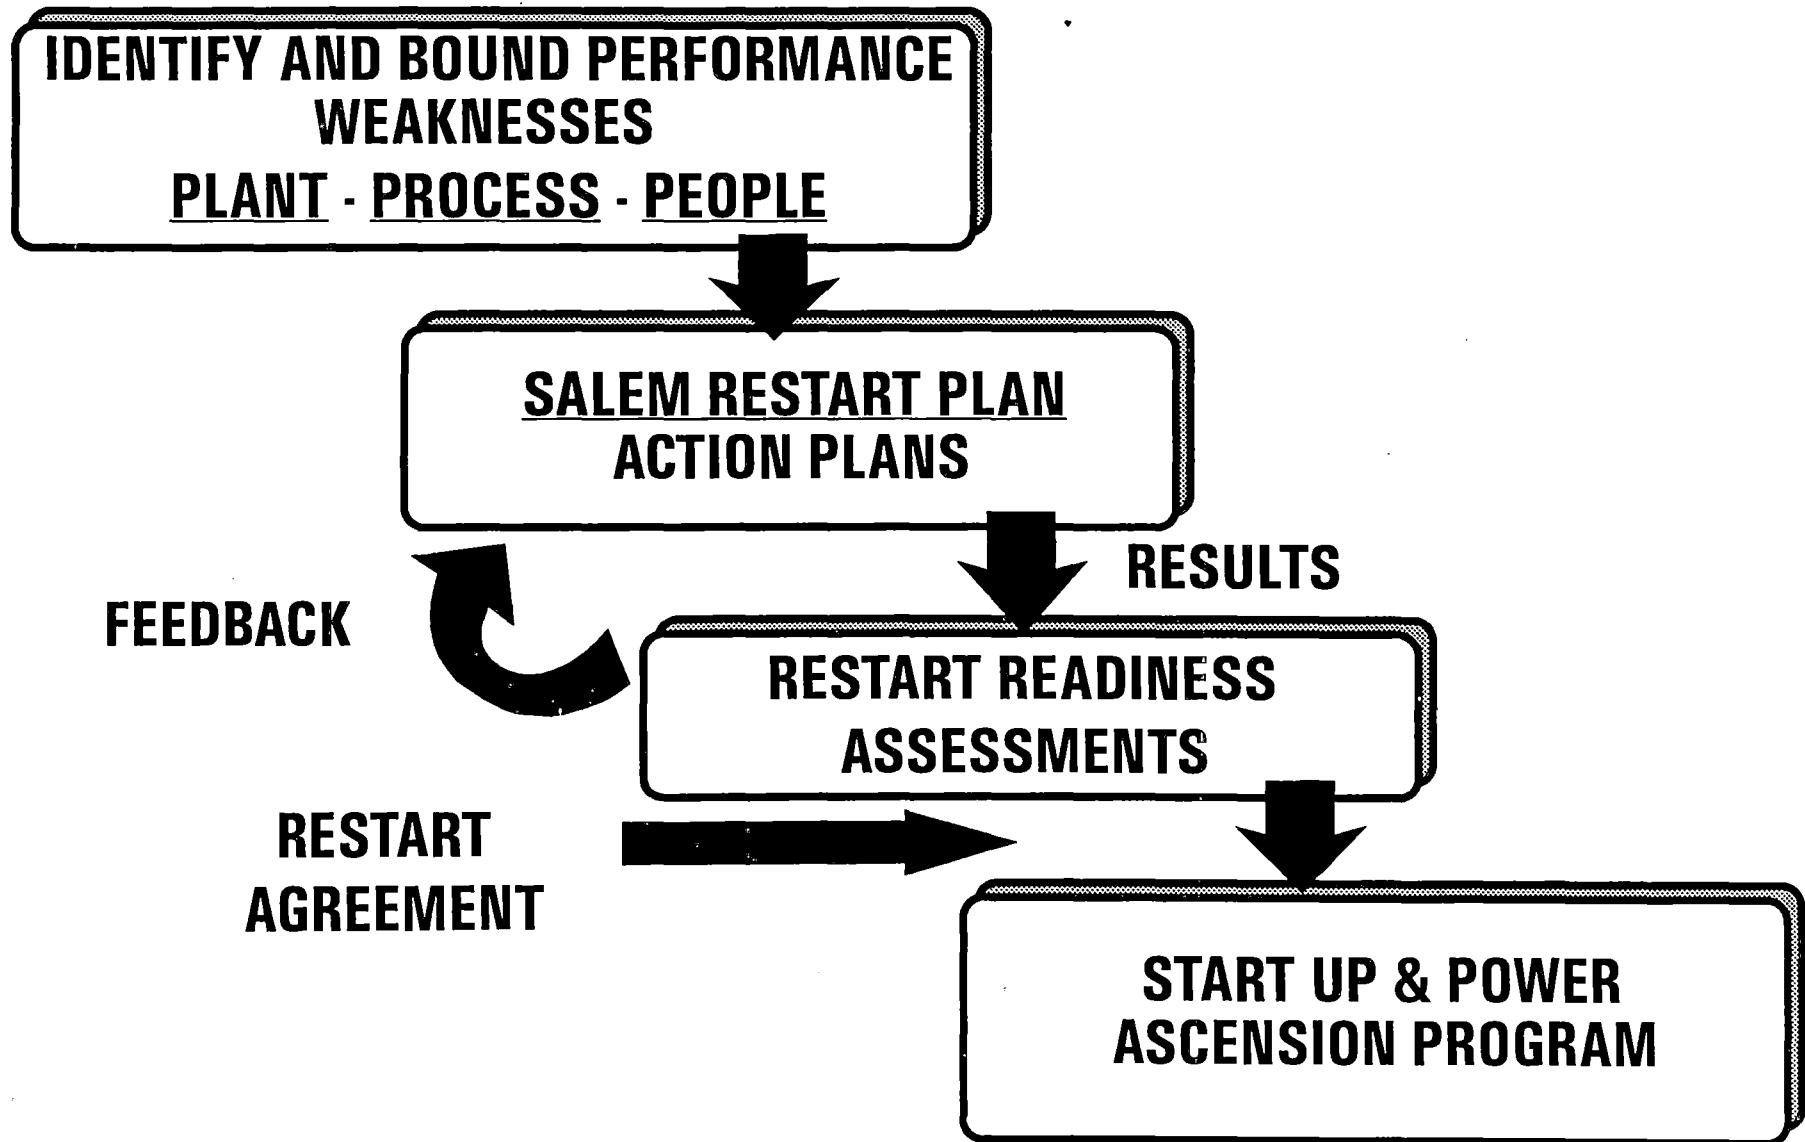 IDENTIFY AND BOUND PERFORMANCE
WEAKNESSES
PLANT - PROCESS - PEOPLE
SALEM RESTART PLAN
ACTION PLANS
RESULTS
FEEDBACK
RESTART READINESS
ASSESSMENTS
RESTART
AGREEMENT
START UP & POWER
ASCENSION PROGRAM